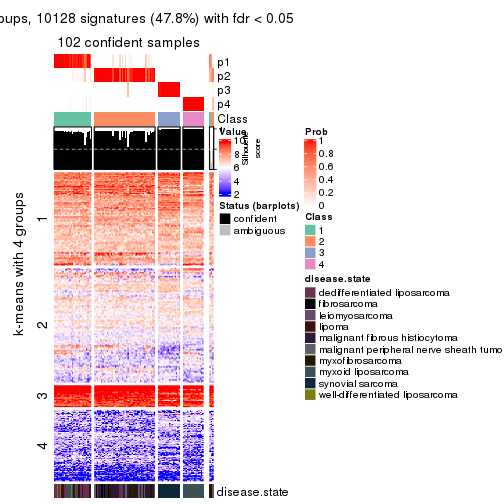 oups, 10128 signatures (47.8%) with fdr < 0.05
102 confident samples
p1
p2
p3
p4
Class
Silhouette
score
k-means with 4 groups
1
2
3
4
disease.state
Value
10
8
6
4
2
Status (barplots)
confident
ambiguous
Prob
1
0.8
0.6
0.4
0.2
0
Class
1
2
3
4
disease.state
dedifferentiated liposarcoma
fibrosarcoma
leiomyosarcoma
lipoma
malignant fibrous histiocytoma
malignant peripheral nerve sheath tumo
myxofibrosarcoma
myxoid liposarcoma
synovial sarcoma
well-differentiated liposarcoma